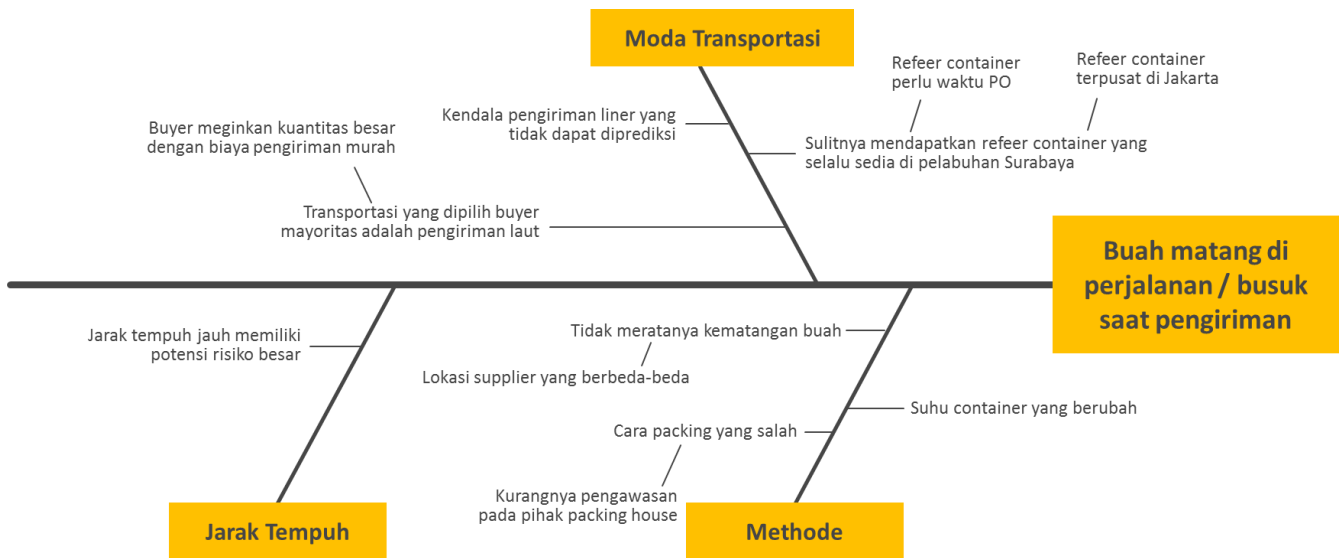 Moda Transportasi
Refeer container
perlu waktu PO
Refeer container
terpusat di Jakarta
Kendala pengiriman liner yang
tidak dapat diprediksi
Buyer meginkan kuantitas besar
dengan biaya pengiriman murah
Sulitnya mendapatkan refeer container yang
selalu sedia di pelabuhan Surabaya
Transportasi yang dipilih buyer
mayoritas adalah pengiriman laut
Buah matang di
perjalanan / busuk
saat pengiriman
Jarak tempuh jauh memiliki
potensi risiko besar
Tidak meratanya kematangan buah
Lokasi supplier yang berbeda-beda
Suhu container yang berubah
Cara packing yang salah
Kurangnya pengawasan
pada pihak packing house
Jarak Tempuh
Methode